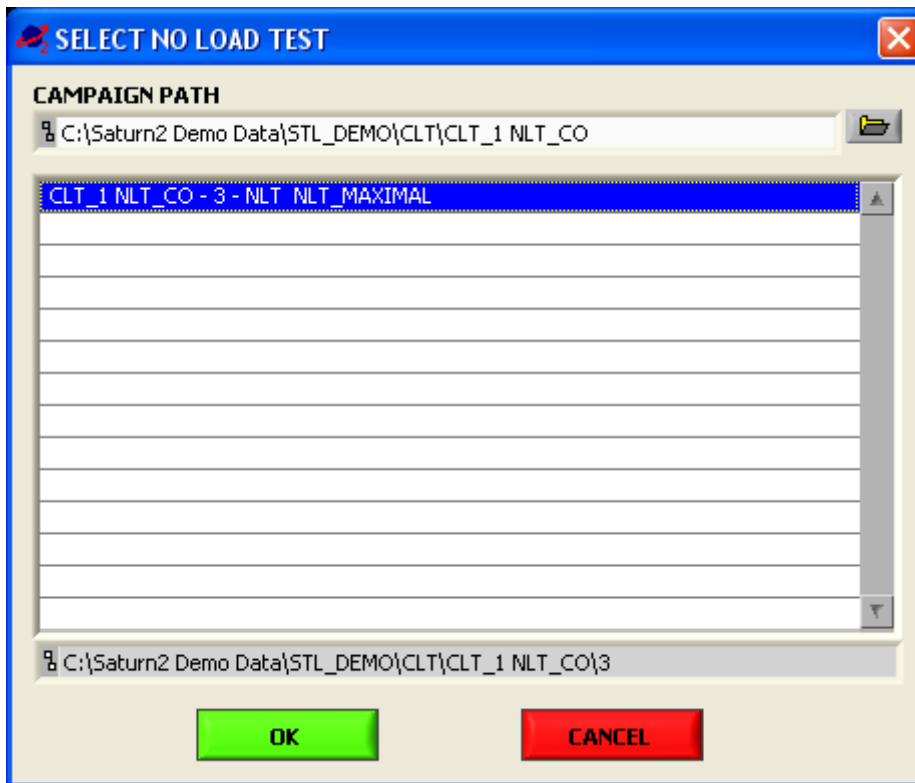 SELECT NO LOAD TEST
CAMPAIGN PATH
C:\Saturn2 Demo Data\STL_DEMO\CLT\CLT_1 NLT_CO
CLT_1 NLT_CO - 3 - NLT  NLT_MAXIMAL
C:\Saturn2 Demo Data\STL_DEMO\CLT\CLT_1 NLT_CO\3
OK
CANCEL